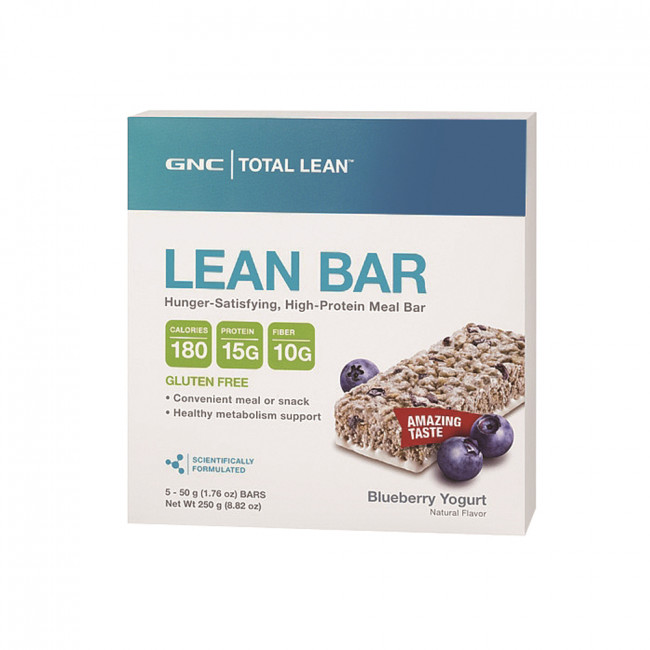 GNC | TOTAL LEAN™
LEAN BAR
Hunger-Satisfying, High-Protein Meal Bar
CALORIES PROTEIN FIBER
180 15G 10G
GLUTEN FREE
• Convenient meal or snack
• Healthy metabolism support
AMAZING
TASTE
SCIENTIFICALLY
FORMULATED
5 - 50 g (1.76 oz) BARS
Net Wt 250 g (8.82 oz)
Blueberry Yogurt
Natural Flavor